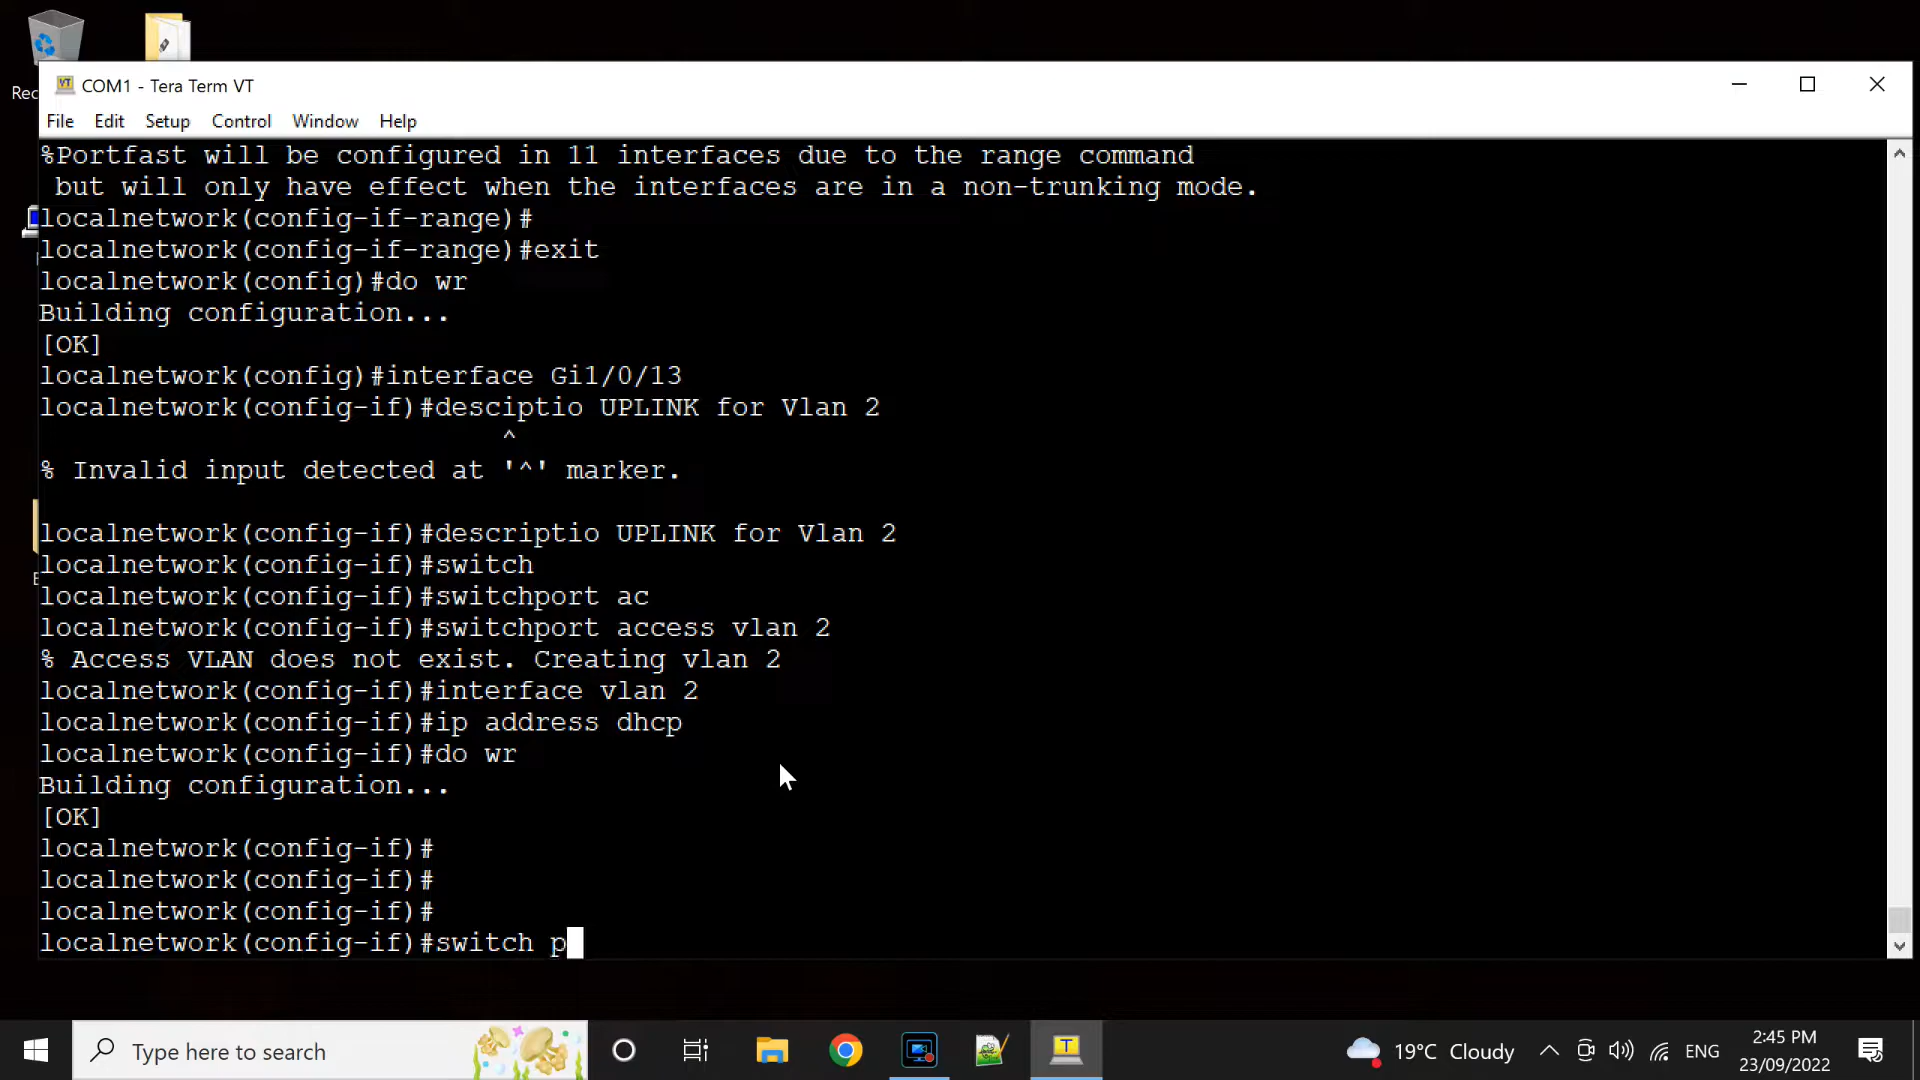 Rec
COM1 - Tera Term VT
File Edit Setup Control Window Help
%Portfast will be configured in 11 interfaces due to the range command
but will only have effect when the interfaces are in a non-trunking mode.
localnetwork(config-if-range)#
localnetwork(config-if-range)#exit
localnetwork(config)#do wr
Building configuration...
[OK]
localnetwork(config)#interface Gi1/0/13
localnetwork(config-if)#desciptio UPLINK for Vlan 2
^
% Invalid input detected at '^' marker.
localnetwork(config-if)#descriptio UPLINK for Vlan 2
localnetwork(config-if)#switch
localnetwork(config-if)#switchport ac
localnetwork(config-if)#switchport access vlan 2
% Access VLAN does not exist. Creating vlan 2
localnetwork(config-if)#interface vlan 2
localnetwork(config-if)#ip address dhcp
localnetwork(config-if)#do wr
Building configuration...
[OK]
localnetwork(config-if)#
localnetwork(config-if)#
localnetwork(config-if)#
localnetwork(config-if)#switch p
Type here to search
19°C Cloudy
ENG
2:45 PM
23/09/2022